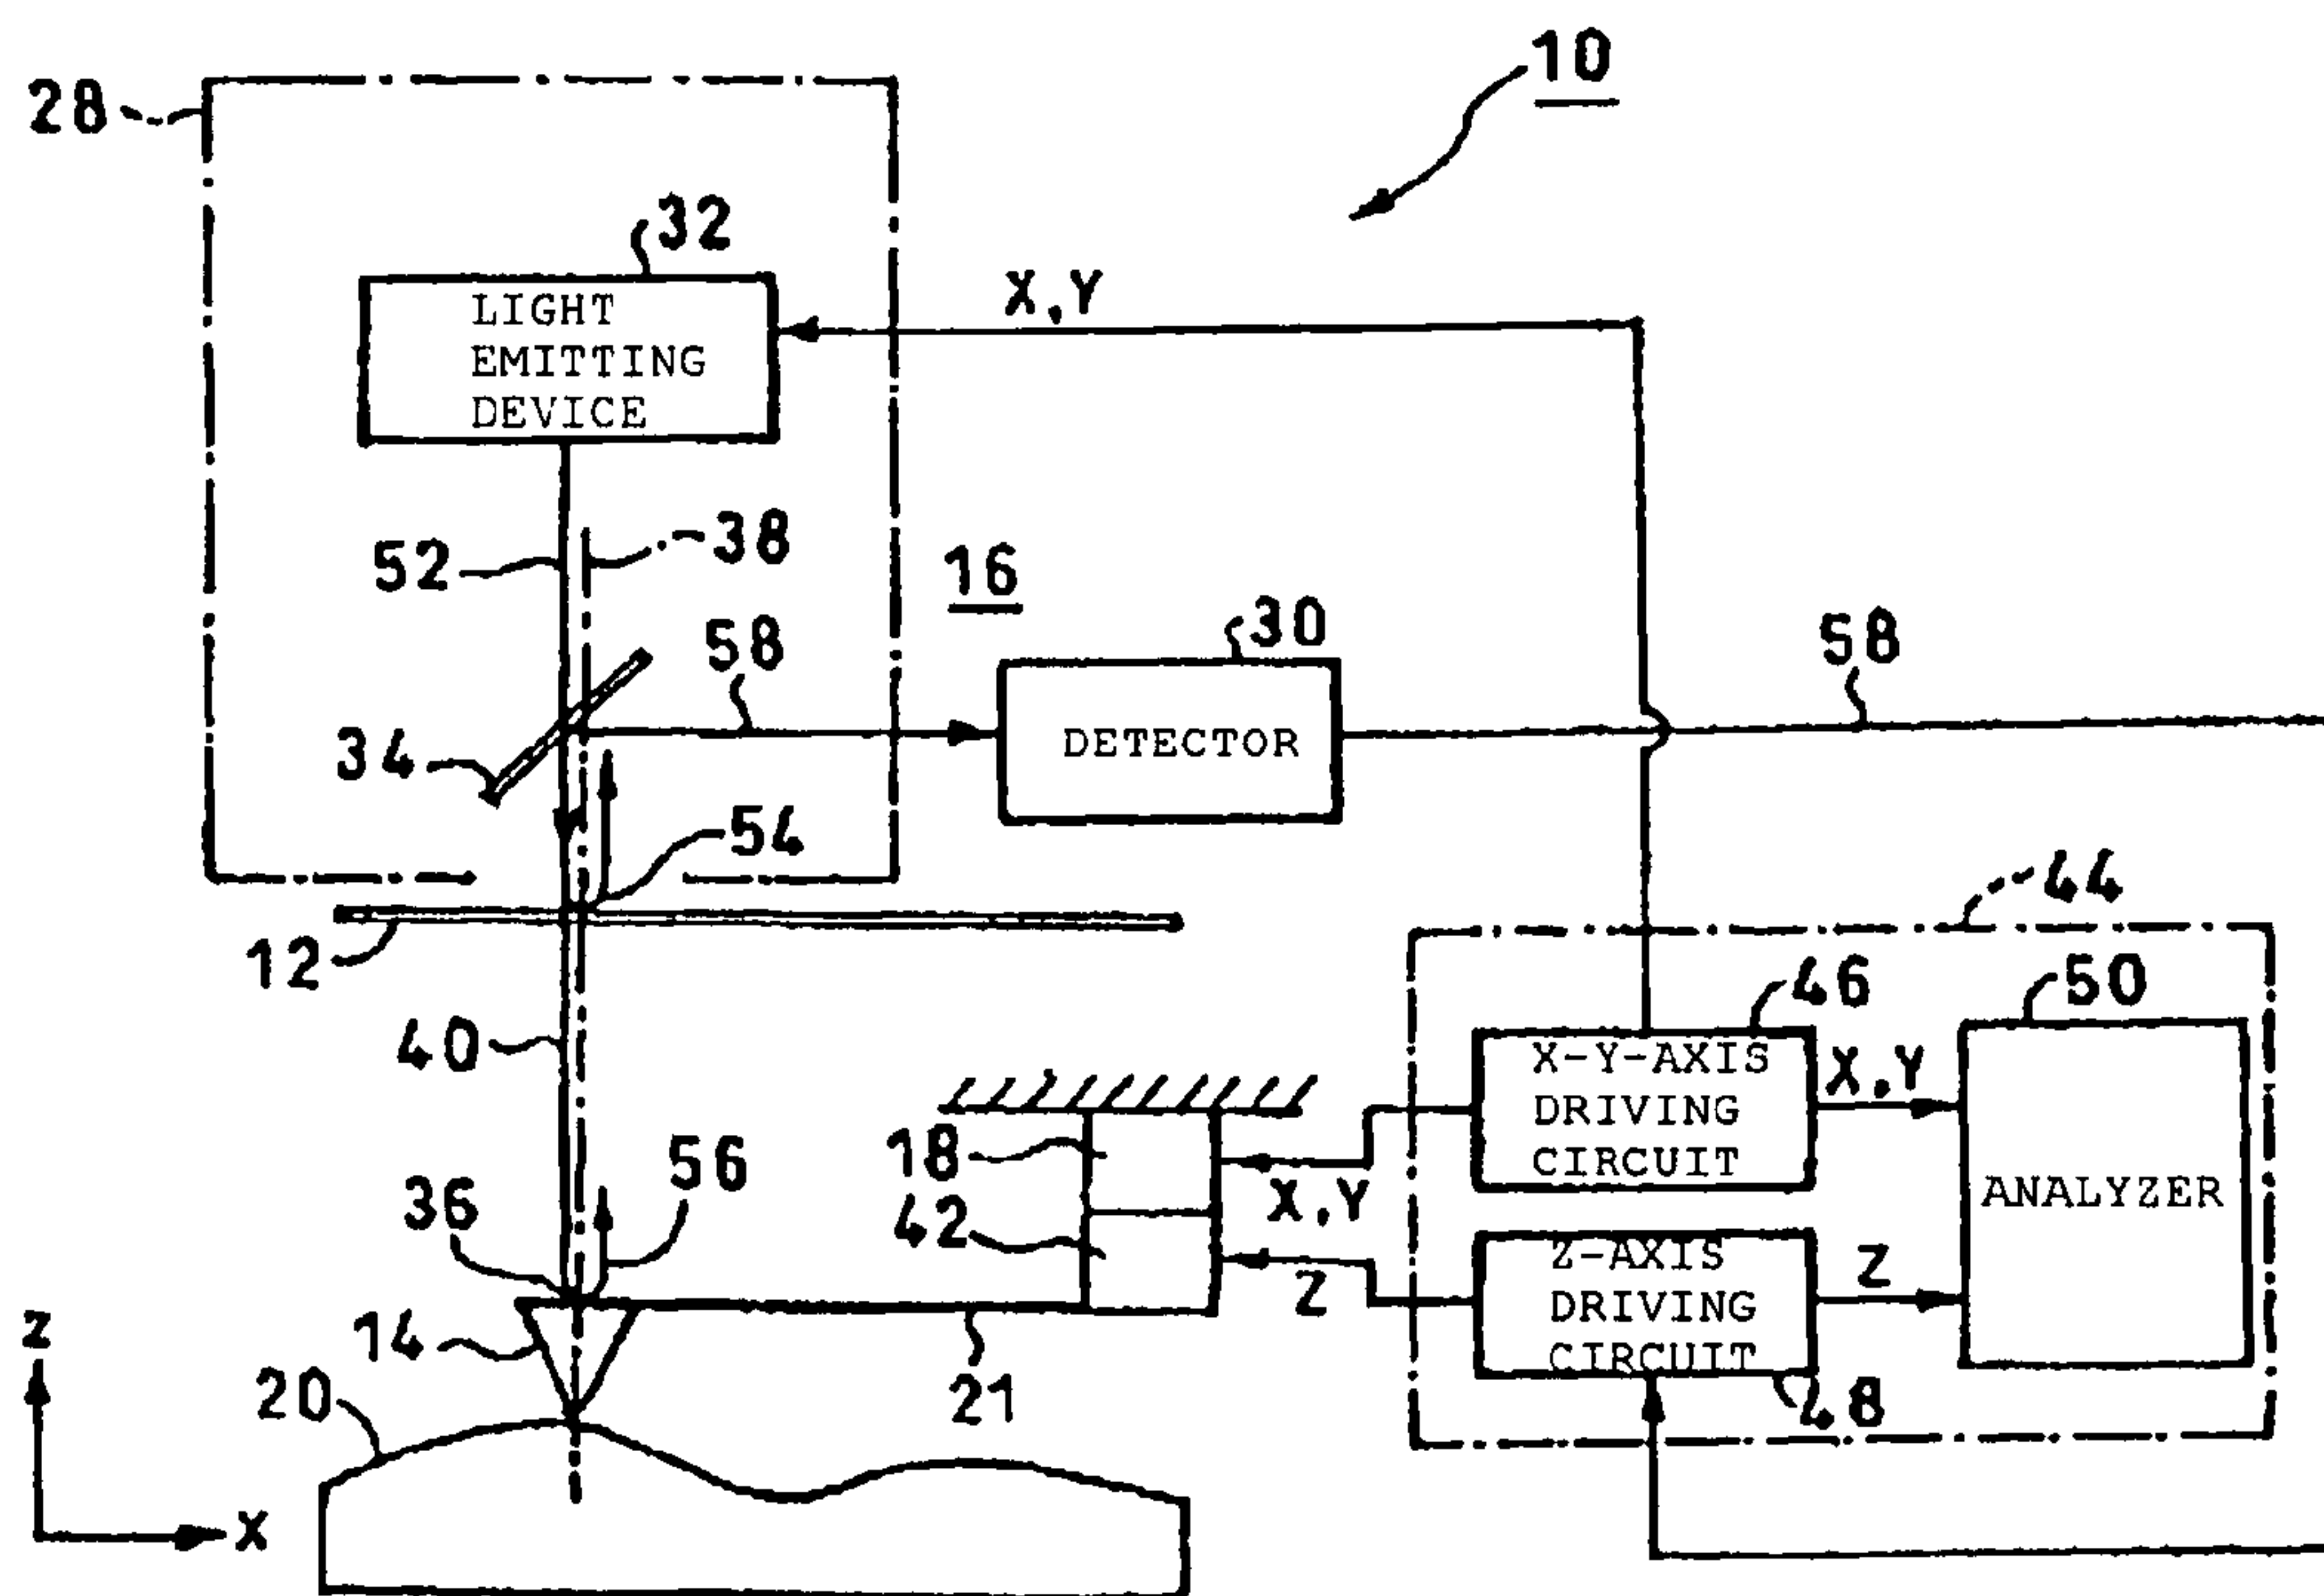 10
28
32
LIGHT
EMITTING
DEVICE
X,Y
52
38
16
58
30
58
34
DETECTOR
54
44
12
46
50
40
X-Y-AXIS
DRIVING
CIRCUIT
X,Y
18
56
X,Y
ANALYZER
36
42
Z-AXIS
DRIVING
CIRCUIT
Z
Z
14
z
20
21
48
x